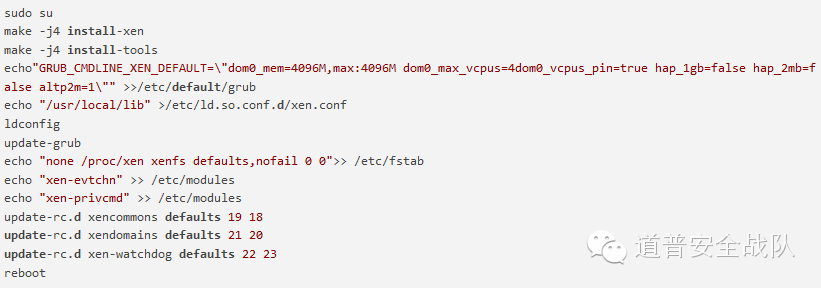 sudo su
make -j4 install-xen
make -j4 install-tools
echo"GRUB_CMDLINE_XEN_DEFAULT=\"dom0_mem=4096M,max:4096M dom0_max_vcpus=4dom0_vcpus_pin=true hap_1gb=false hap_2mb=f
alse altp2m=1\"" >>/etc/default/grub
echo "/usr/local/lib" >/etc/ld.so.conf.d/xen.conf
ldconfig
update-grub
echo "none /proc/xen xenfs defaults,nofail 0 0">> /etc/fstab
echo "xen-evtchn" >> /etc/modules
echo "xen-privcmd" >> /etc/modules
update-rc.d xencommons defaults 19 18
update-rc.d xendomains defaults 21 20
update-rc.d xen-watchdog defaults 22 23
reboot
道普安全战队